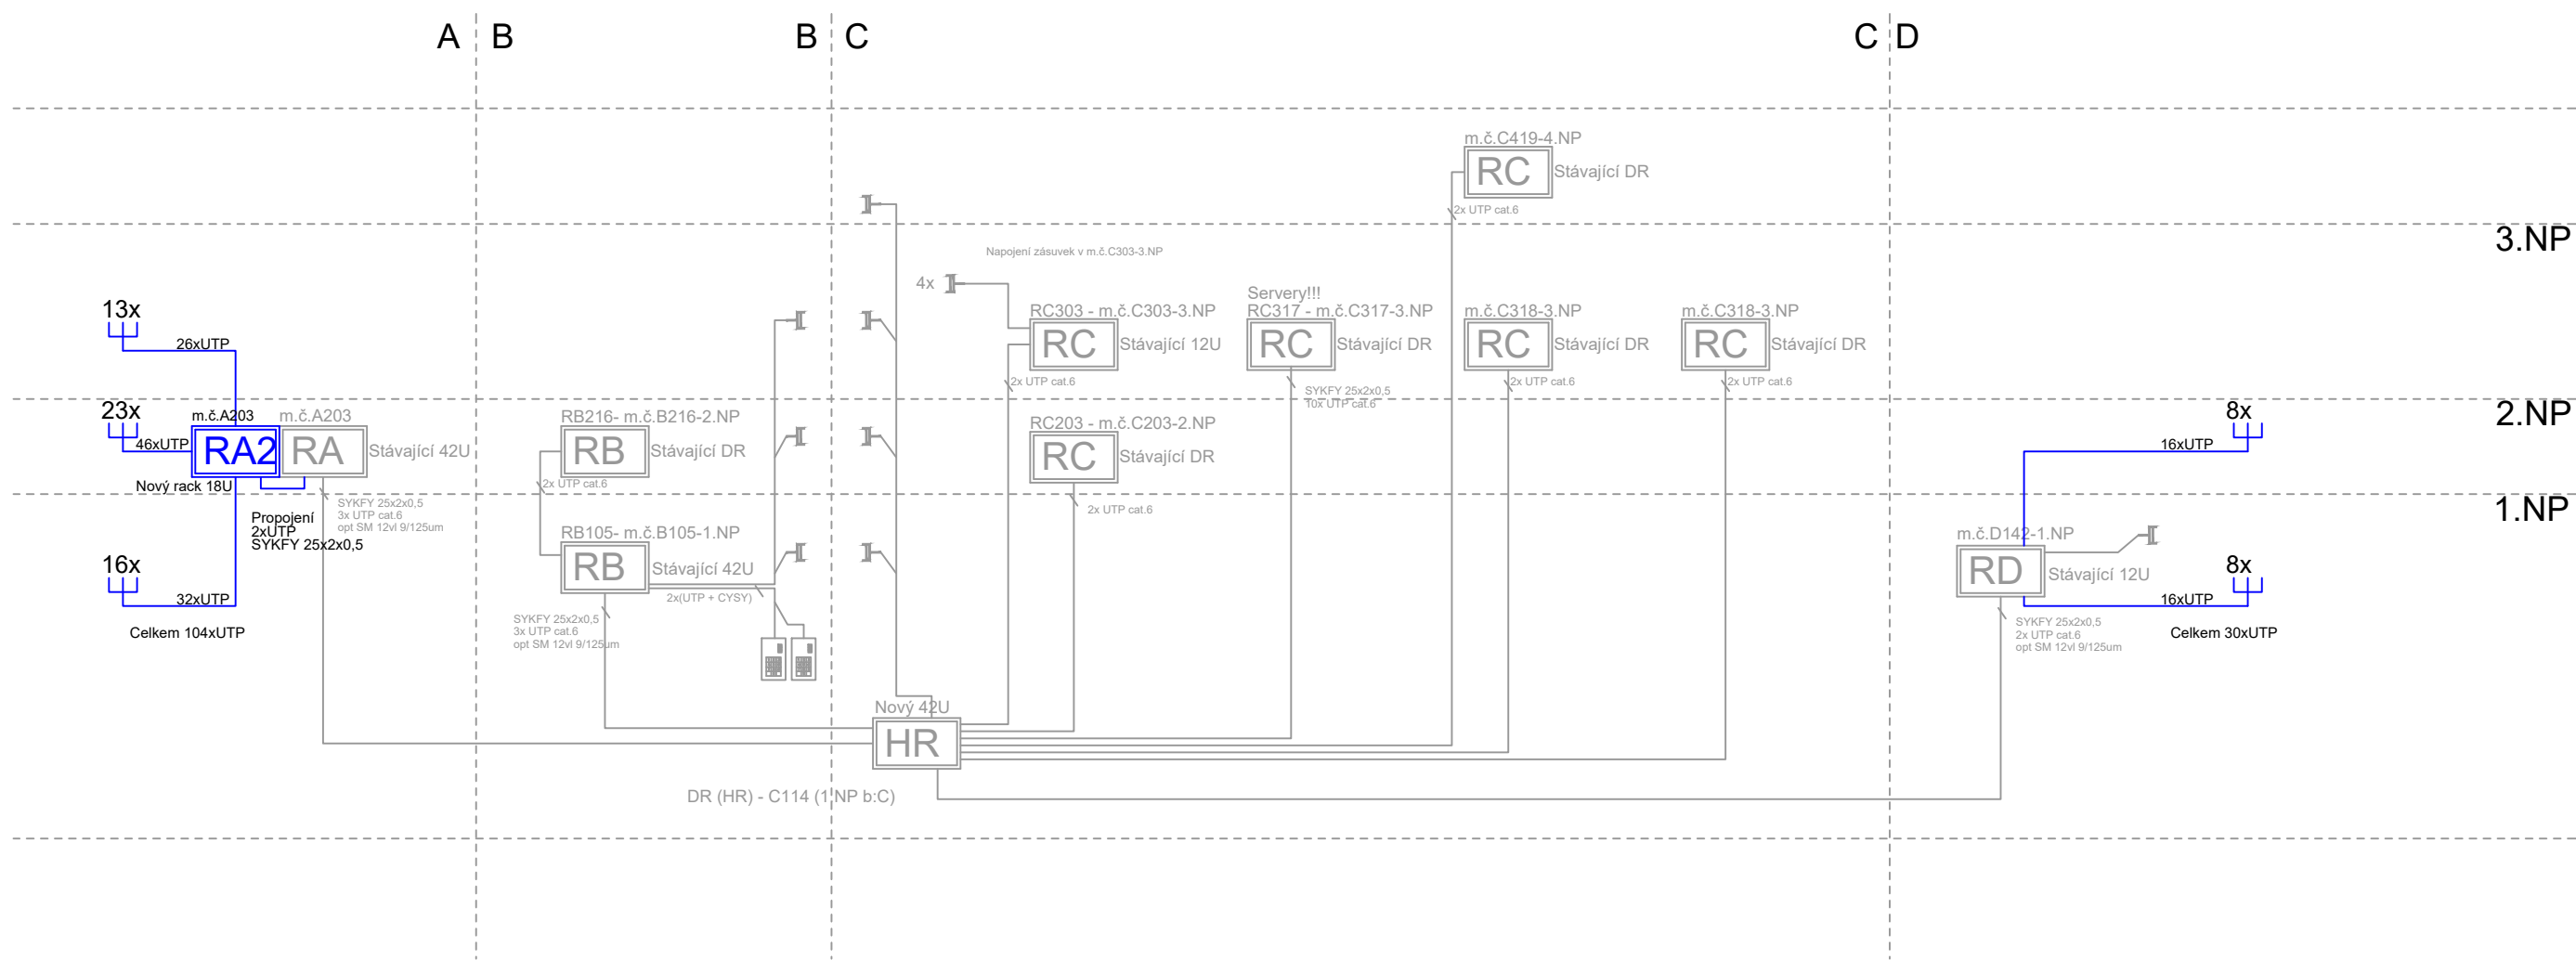 A
B
B
C
C
D
m.č.C419-4.NP
RC
Stávající DR
2x UTP cat.6
3.NP
Napojení zásuvek v m.č.C303-3.NP
4x
Servery!!!
RC303 - m.č.C303-3.NP
RC317 - m.č.C317-3.NP
m.č.C318-3.NP
m.č.C318-3.NP
RC
Stávající 12U
RC
Stávající DR
RC
Stávající DR
RC
Stávající DR
2x UTP cat.6
SYKFY 25x2x0,5
10x UTP cat.6
2x UTP cat.6
2x UTP cat.6
13x
26xUTP
23x
46xUTP
m.č.A203
m.č.A203
RA2
RA
Stávající 42U
Nový rack 18U
SYKFY 25x2x0,5
3x UTP cat.6
opt SM 12vl 9/125um
Propojení
2xUTP
SYKFY 25x2x0,5
16x
32xUTP
Celkem 104xUTP
RB216- m.č.B216-2.NP
RB
Stávající DR
2x UTP cat.6
RB105- m.č.B105-1.NP
RB
Stávající 42U
2x(UTP + CYSY)
SYKFY 25x2x0,5
3x UTP cat.6
opt SM 12vl 9/125um
RC203 - m.č.C203-2.NP
RC
Stávající DR
2x UTP cat.6
2.NP
8x
16xUTP
1.NP
m.č.D142-1.NP
RD
Stávající 12U
8x
16xUTP
SYKFY 25x2x0,5
2x UTP cat.6
opt SM 12vl 9/125um
Celkem 30xUTP
Nový 42U
HR
DR (HR) - C114 (1.NP b:C)